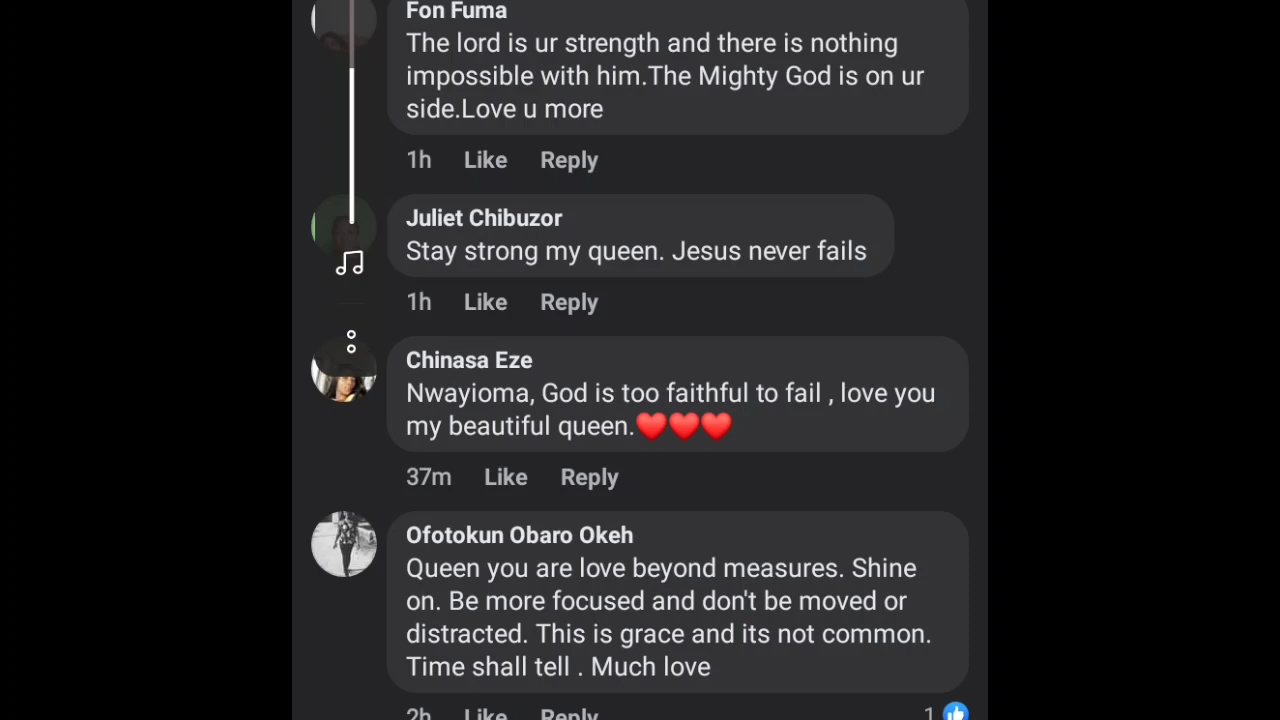 Fon Fuma
The lord is ur strength and there is nothing
impossible with him.The Mighty God is on ur
side.Love u more
1h Like Reply
Juliet Chibuzor
Stay strong my queen. Jesus never fails
1h Like Reply
Chinasa Eze
Nwayioma, God is too faithful to fail , love you
my beautiful queen.❤️❤️❤️
37m Like Reply
Ofotokun Obaro Okeh
Queen you are love beyond measures. Shine
on. Be more focused and don't be moved or
distracted. This is grace and its not common.
Time shall tell . Much love
2h Like Reply 1